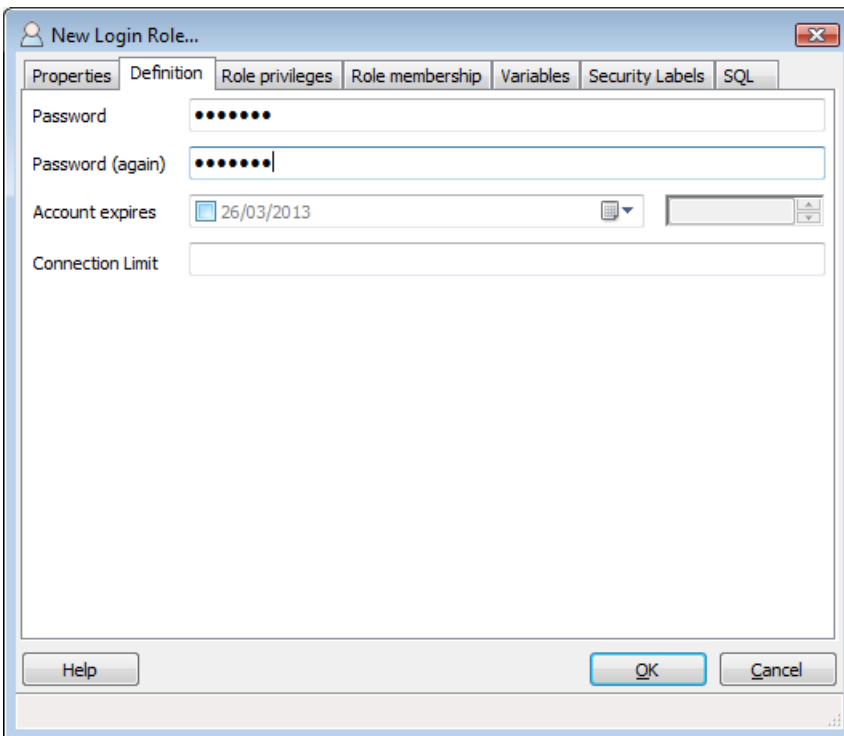 New Login Role...
Properties Definition Role privileges Role membership Variables Security Labels SQL
Password •••••••
Password (again) •••••••
Account expires 26/03/2013
Connection Limit
Help OK Cancel